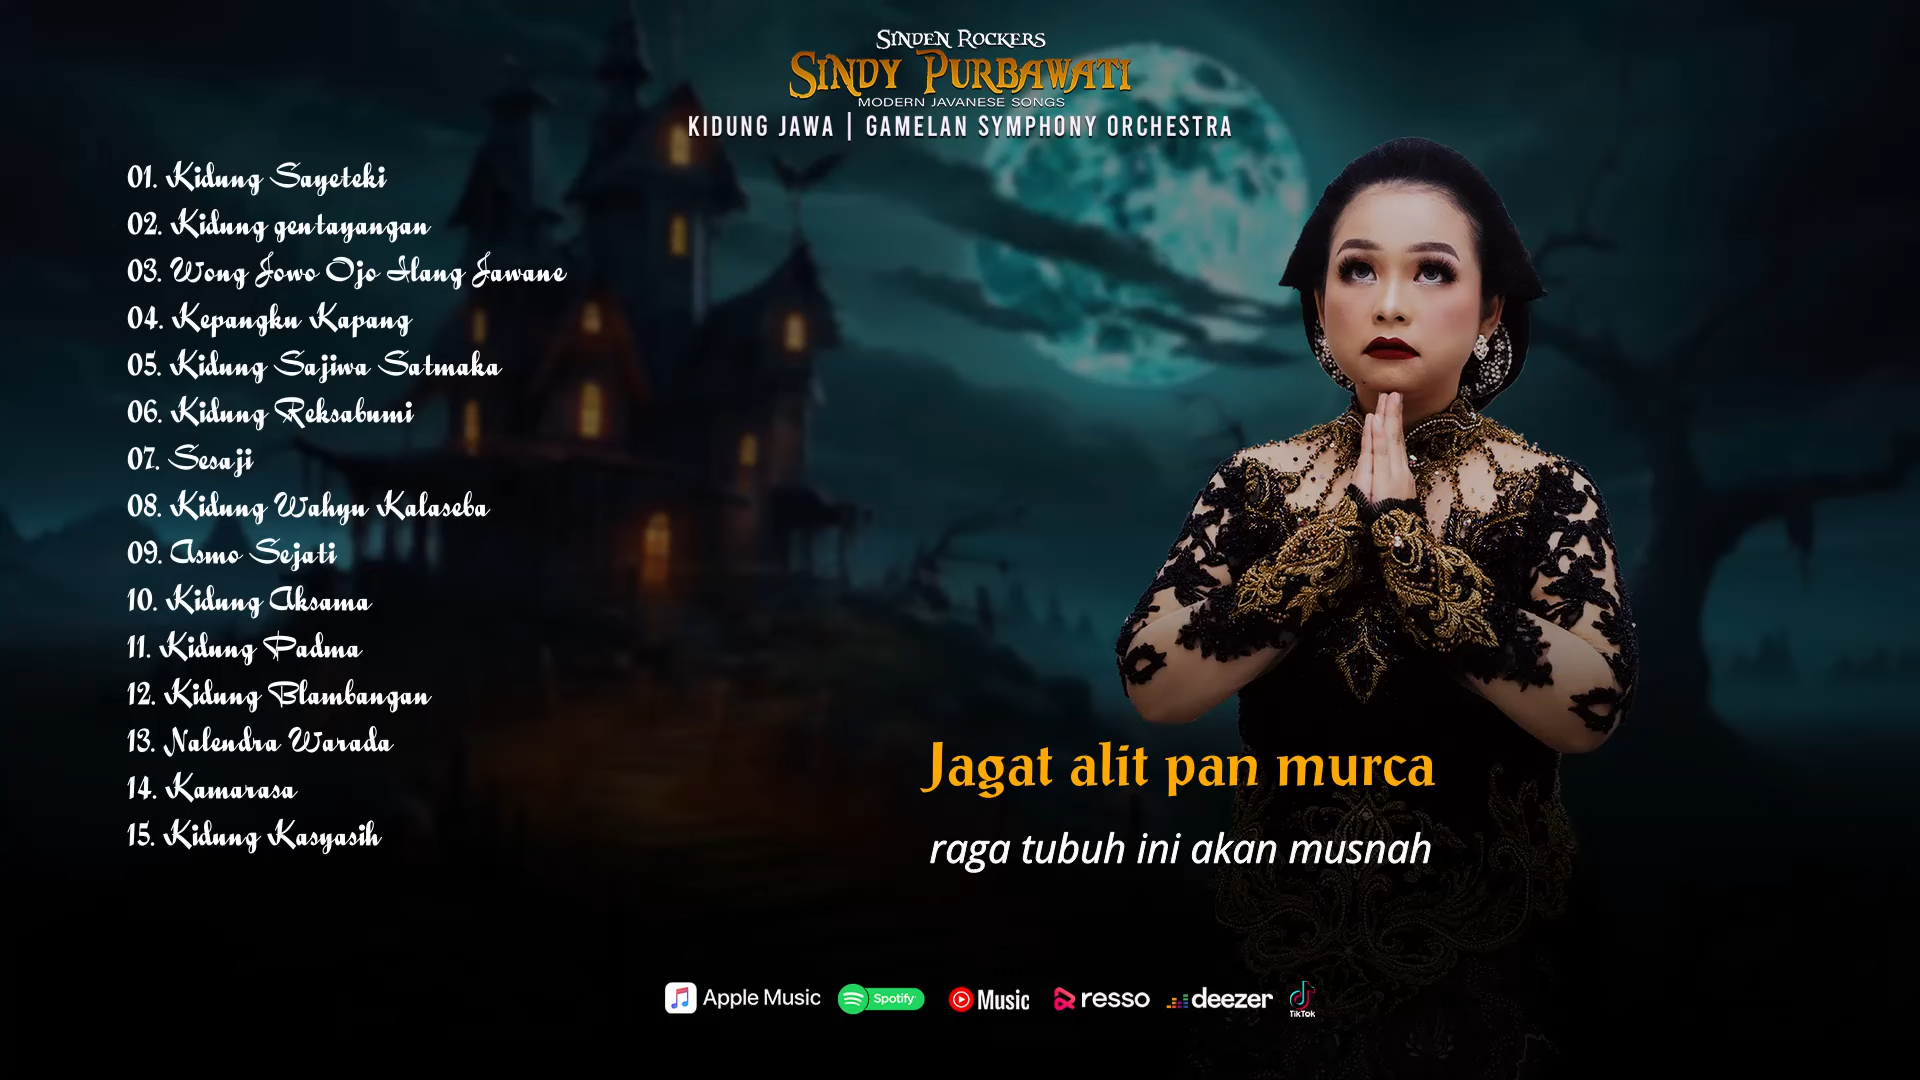 SINDEN ROCKERS
SINDY PURBAWATI
MODERN JAVANESE SONGS
KIDUNG JAWA | GAMELAN SYMPHONY ORCHESTRA
01. Kidung Sayeteki
02. Kidung gentayangan
03. Wong Jowo Ojo Ilang Jawane
04. Kepangku Kapang
05. Kidung Sajiwa Satmaka
06. Kidung Reksabumi
07. Sesaji
08. Kidung Wahyu Kalaseba
09. Asmo Sejati
10. Kidung Aksama
11. Kidung Padma
12. Kidung Blambangan
13. Nalendra Warada
14. Kamarasa
15. Kidung Kasyasih
Jagat alit pan murca
raga tubuh ini akan musnah
Apple Music Spotify Music resso deezer TikTok